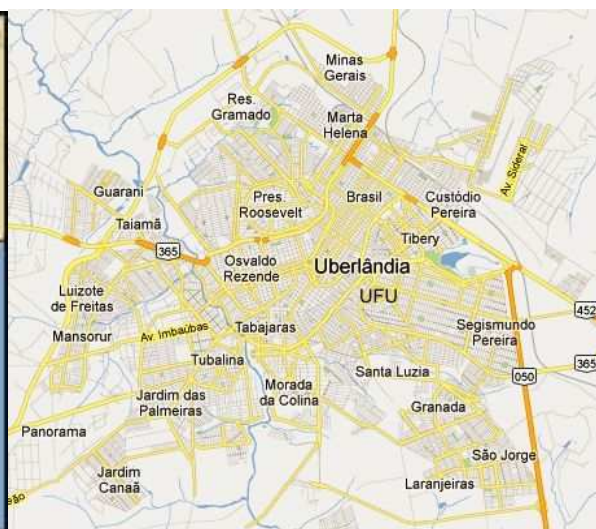 Minas
Gerais
Res.
Gramado
Marta
Helena
Av. Sideral
Guarani
Pres.
Roosevelt
Brasil
Custódio
Pereira
Taiamã
Tibery
365
Osvaldo
Rezende
Uberlândia
Luizote
de Freitas
UFU
452
Mansorur
Av. Imbaúbas
Tabajaras
Segismundo
Pereira
Tubalina
Santa Luzia
365
050
Morada
da Colina
Jardim das
Palmeiras
Granada
Panorama
São Jorge
Jardim
Canaã
Laranjeiras